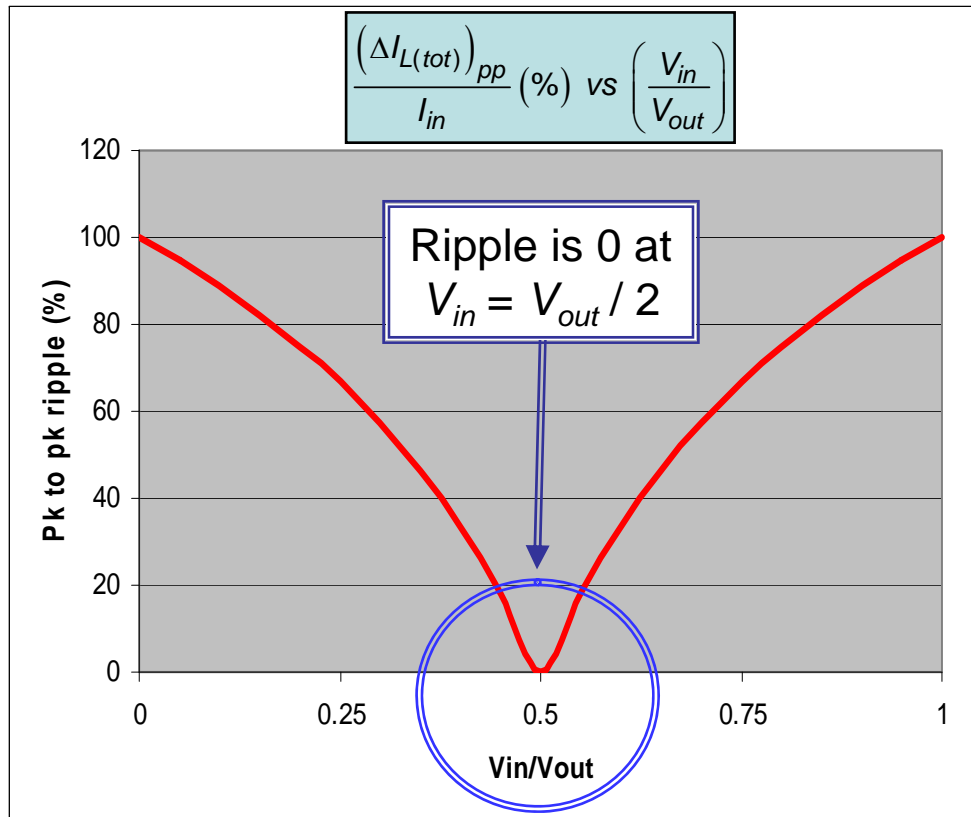 (ΔI_L(tot))_pp / I_in (%) vs (V_in / V_out)
120
100
80
60
40
20
0
Pk to pk ripple (%)
Ripple is 0 at
V_in = V_out / 2
0 0.25 0.5 0.75 1
Vin/Vout